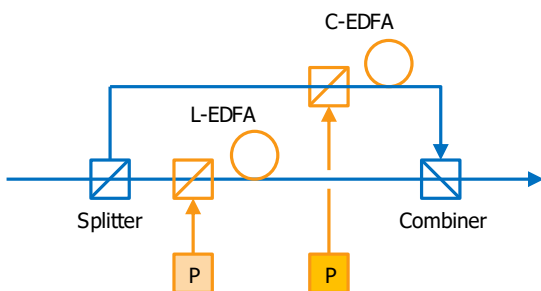 C-EDFA
L-EDFA
Splitter
Combiner
P
P